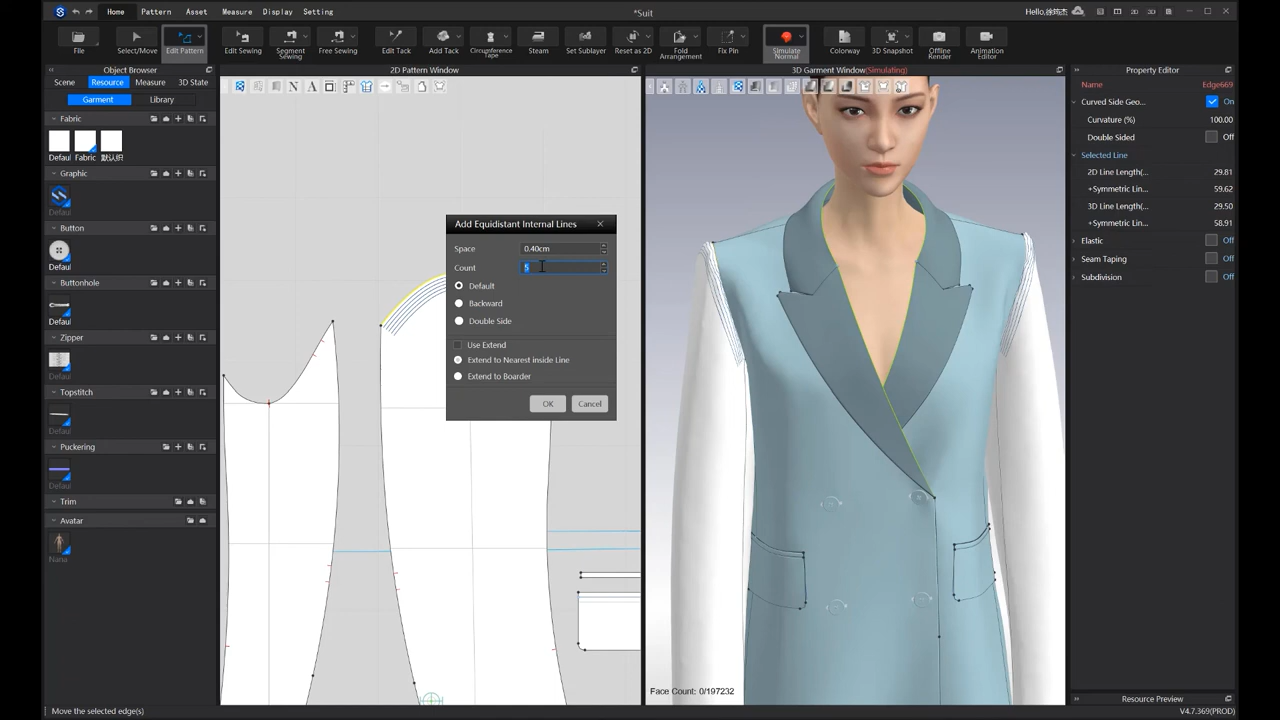 Home Pattern Asset Measure Display Setting
*Suit
Hello,徐筠杰
File
Select/Move
Edit Pattern
Edit Sewing
Segment Sewing
Free Sewing
Edit Tack
Add Tack
Circumference Tape
Steam
Set Sublayer
Reset as 2D
Fold Arrangement
Fix Pin
Simulate Normal
Colorway
3D Snapshot
Offline Render
Animation Editor
Object Browser
Scene Resource Measure 3D State
Garment Library
Fabric
Defaul Fabric 默认织
Graphic
Defaul
Button
Defaul
Buttonhole
Defaul
Zipper
Defaul
Topstitch
Defaul
Puckering
Defaul
Trim
Avatar
Nana
2D Pattern Window
Add Equidistant Internal Lines
Space 0.40cm
Count 5
Default
Backward
Double Side
Use Extend
Extend to Nearest inside Line
Extend to Boarder
OK Cancel
3D Garment Window(Simulating)
Face Count: 0/197232
Property Editor
Name Edge669
Curved Side Geo... On
Curvature (%) 100.00
Double Sided Off
Selected Line
2D Line Length(... 29.81
+Symmetric Lin... 59.62
3D Line Length(... 29.50
+Symmetric Lin... 58.91
Elastic Off
Seam Taping Off
Subdivision Off
Resource Preview
Move the selected edge(s)
V4.7.369(PROD)